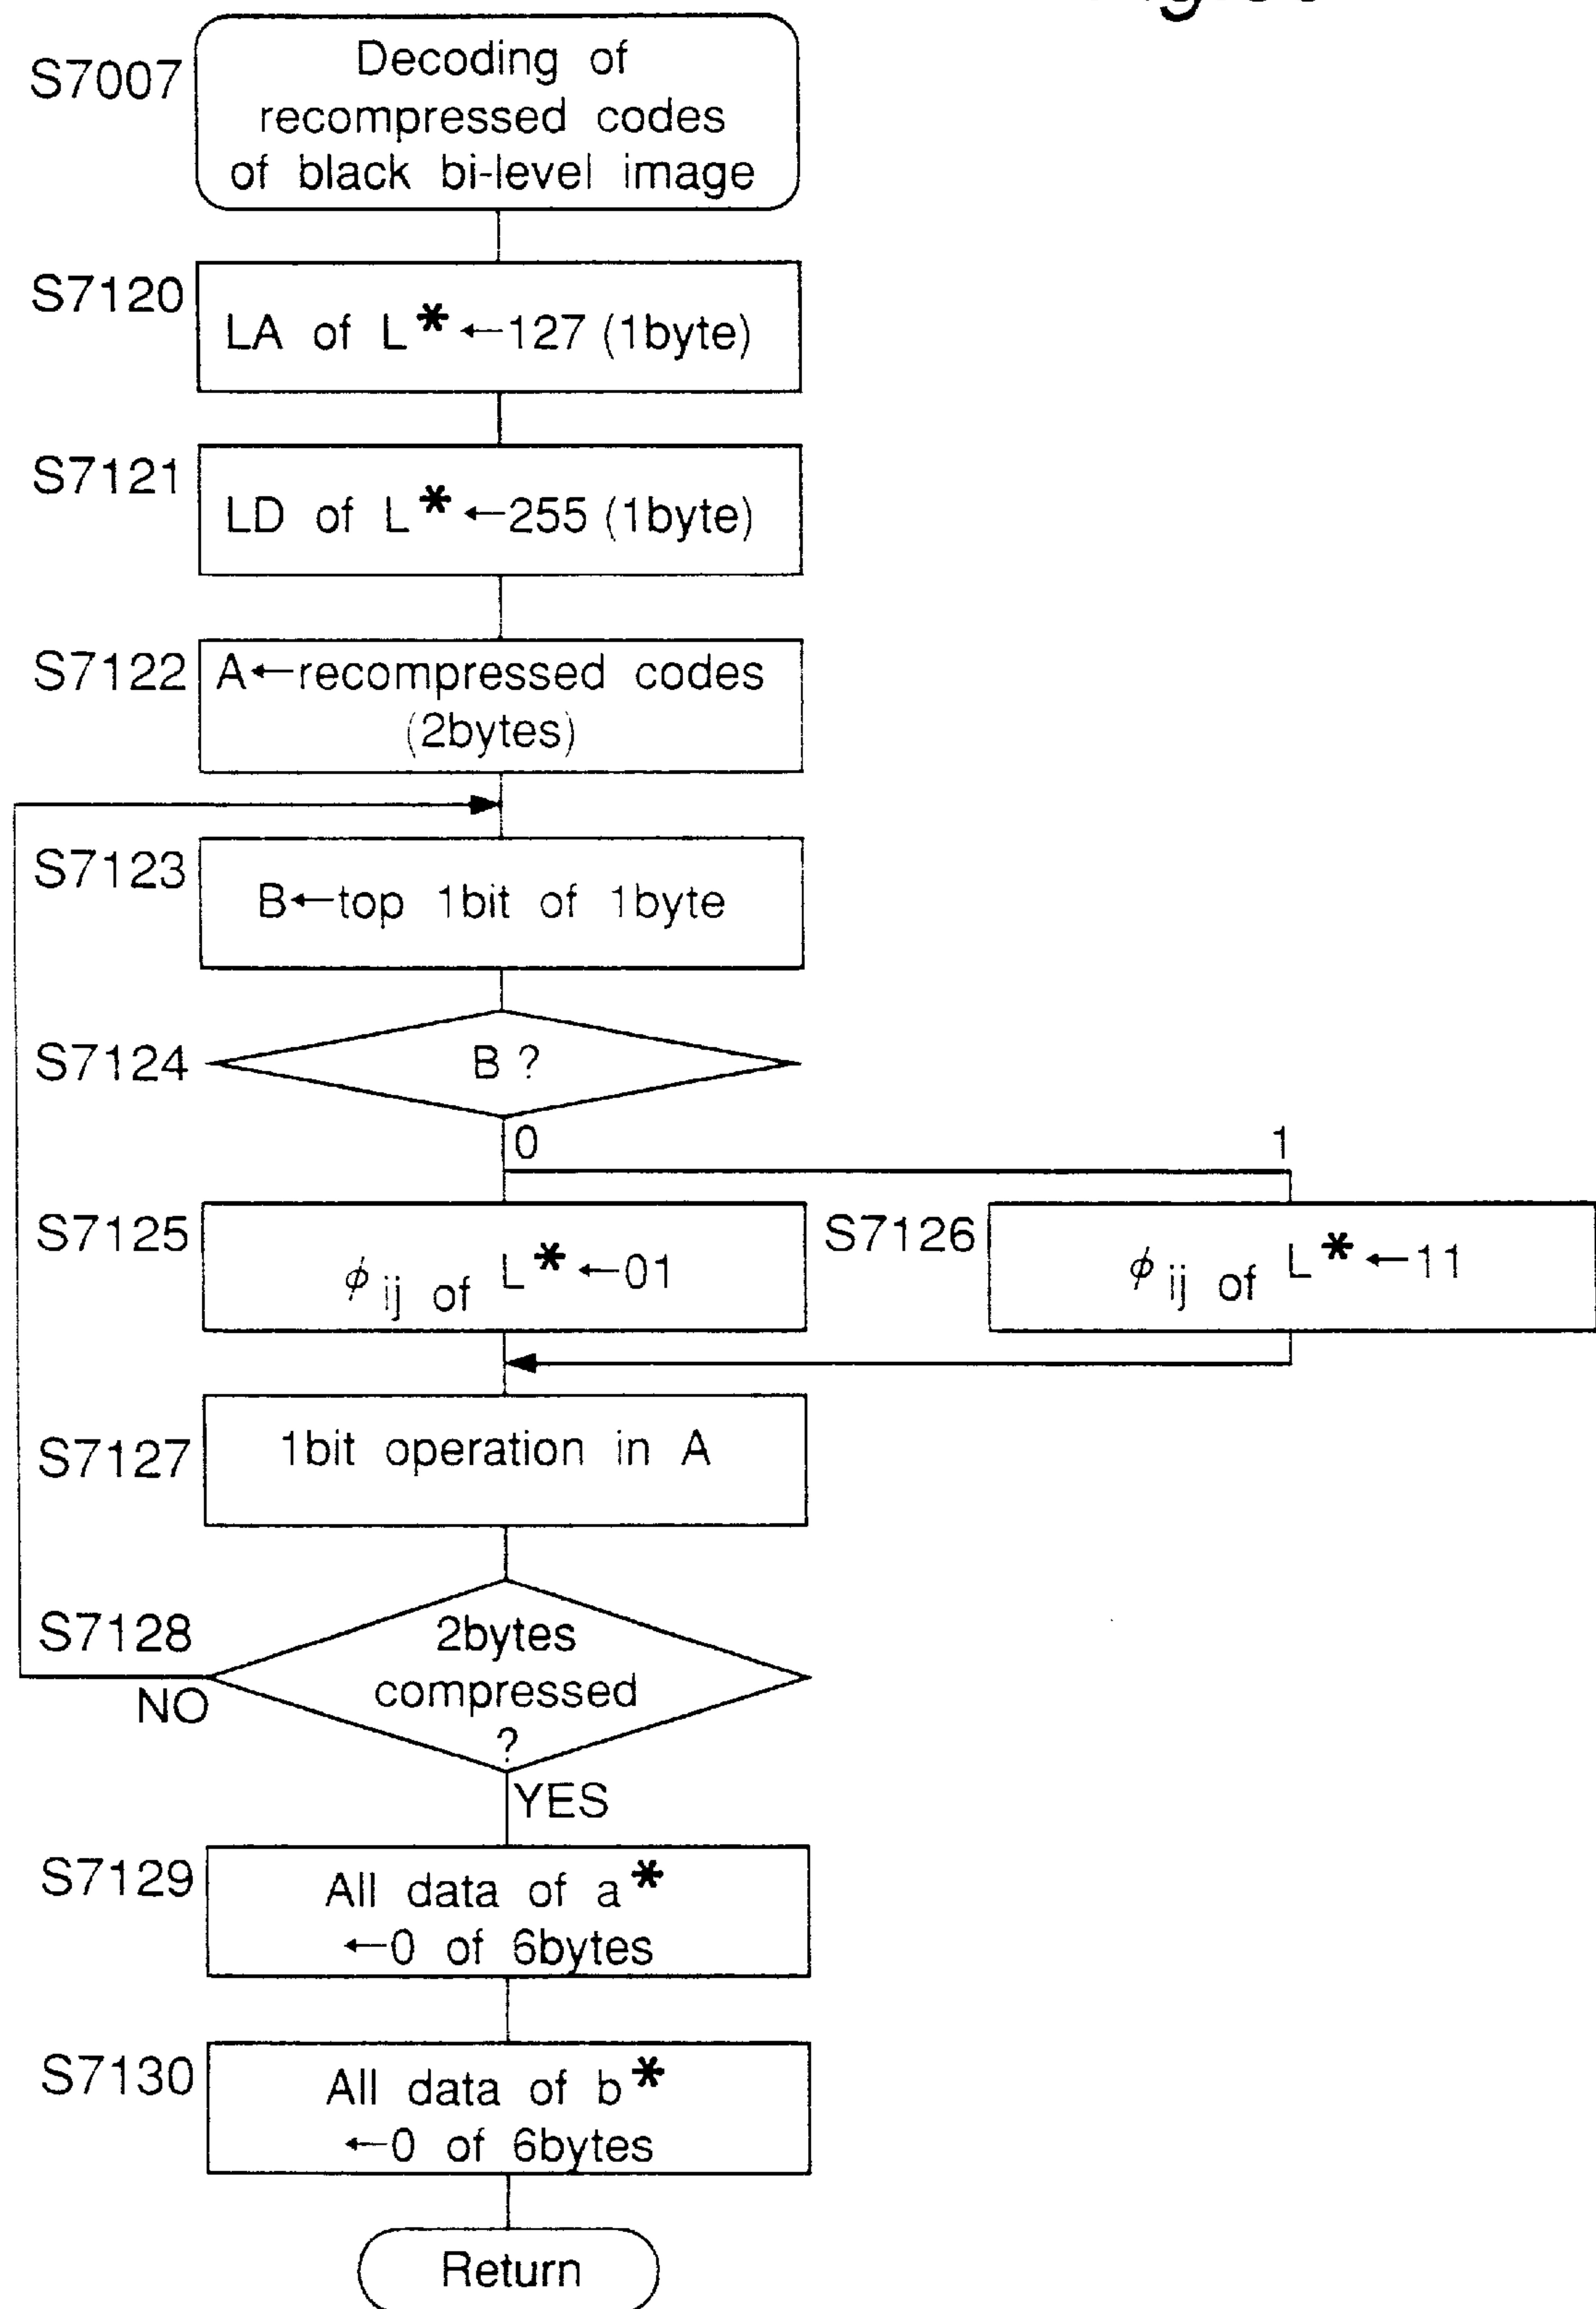 S7007
Decoding of
recompressed codes
of black bi-level image
S7120
LA of L*←127 (1byte)
S7121
LD of L*←255 (1byte)
S7122
A←recompressed codes
(2bytes)
S7123
B←top 1bit of 1byte
S7124
B ?
0
1
S7125
ϕij of L*←01
S7126
ϕij of L*←11
S7127
1bit operation in A
S7128
2bytes
compressed
?
NO
YES
S7129
All data of a*
←0 of 6bytes
S7130
All data of b*
←0 of 6bytes
Return